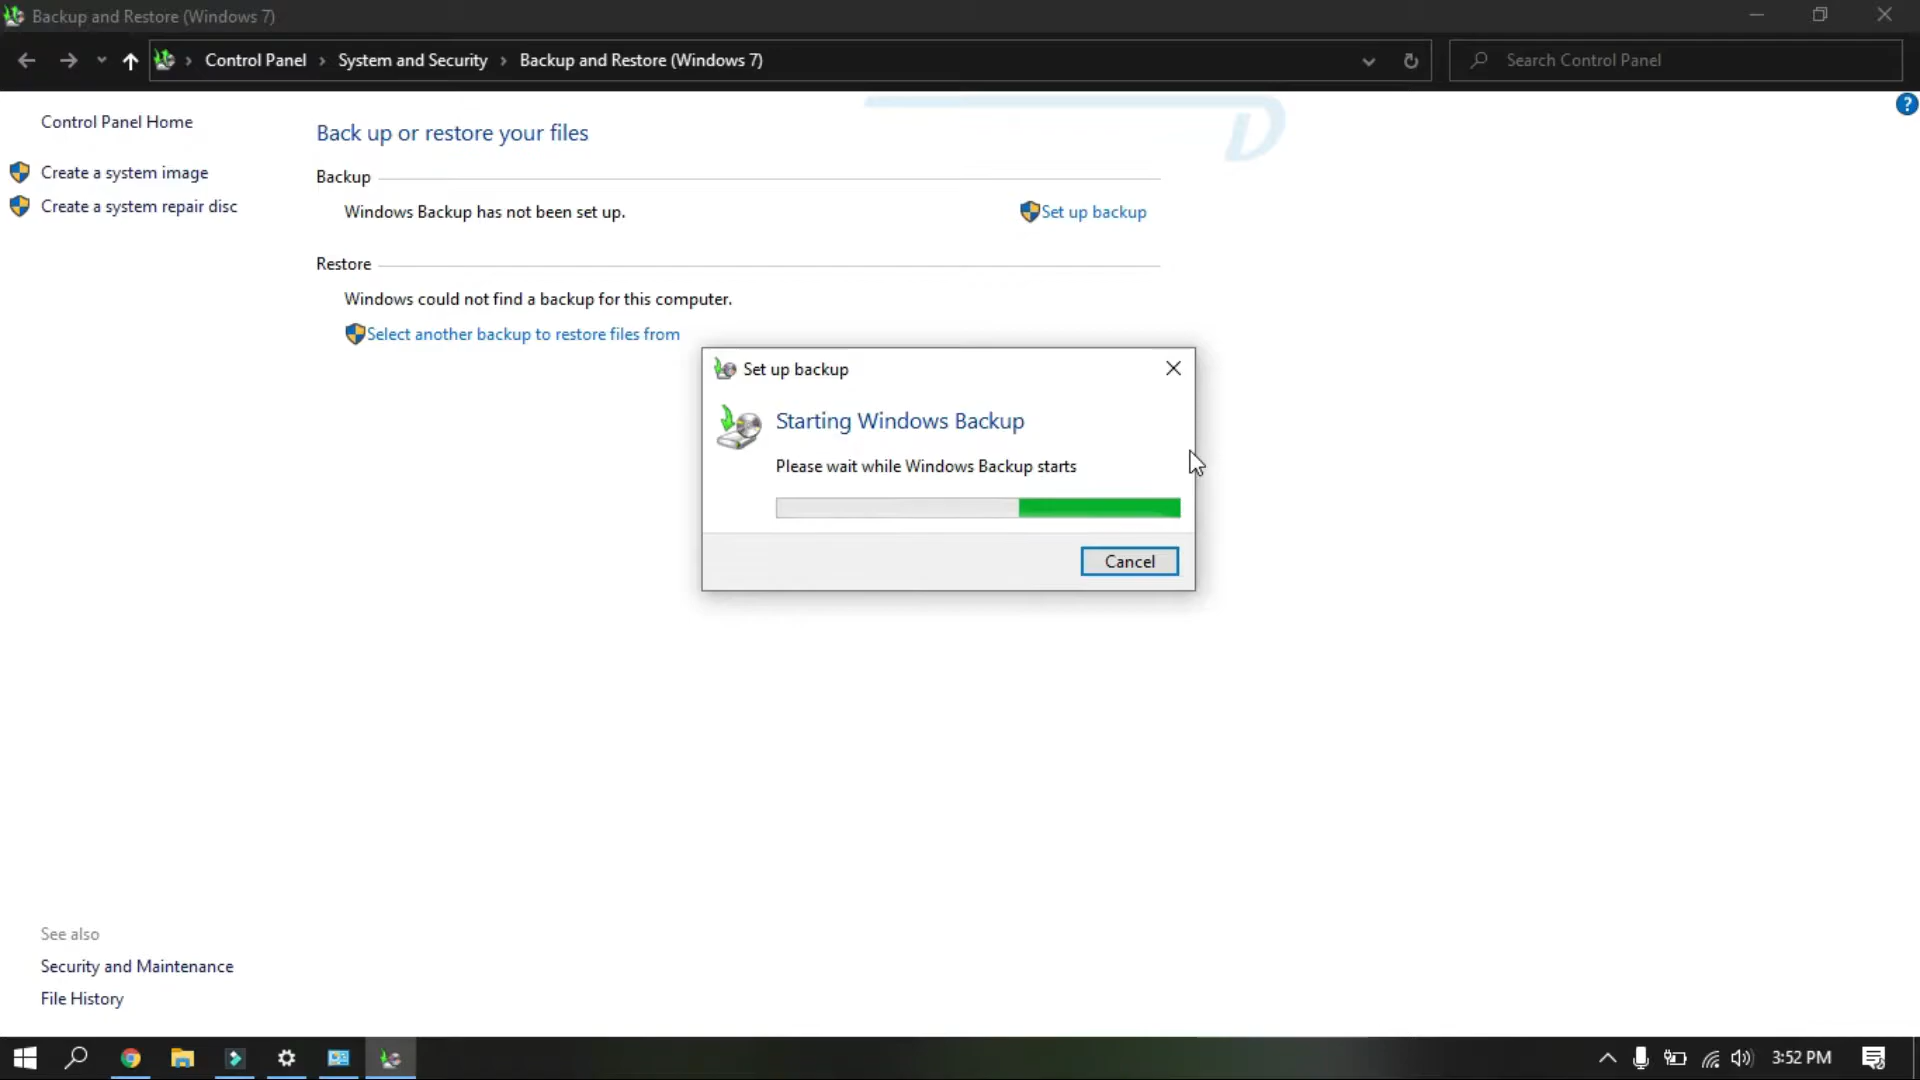 Backup and Restore (Windows 7)
Control Panel › System and Security › Backup and Restore (Windows 7)
Search Control Panel
?
Control Panel Home
Create a system image
Create a system repair disc
Back up or restore your files
Backup
Windows Backup has not been set up.
Set up backup
Restore
Windows could not find a backup for this computer.
Select another backup to restore files from
Set up backup
Starting Windows Backup
Please wait while Windows Backup starts
Cancel
See also
Security and Maintenance
File History
3:52 PM
D